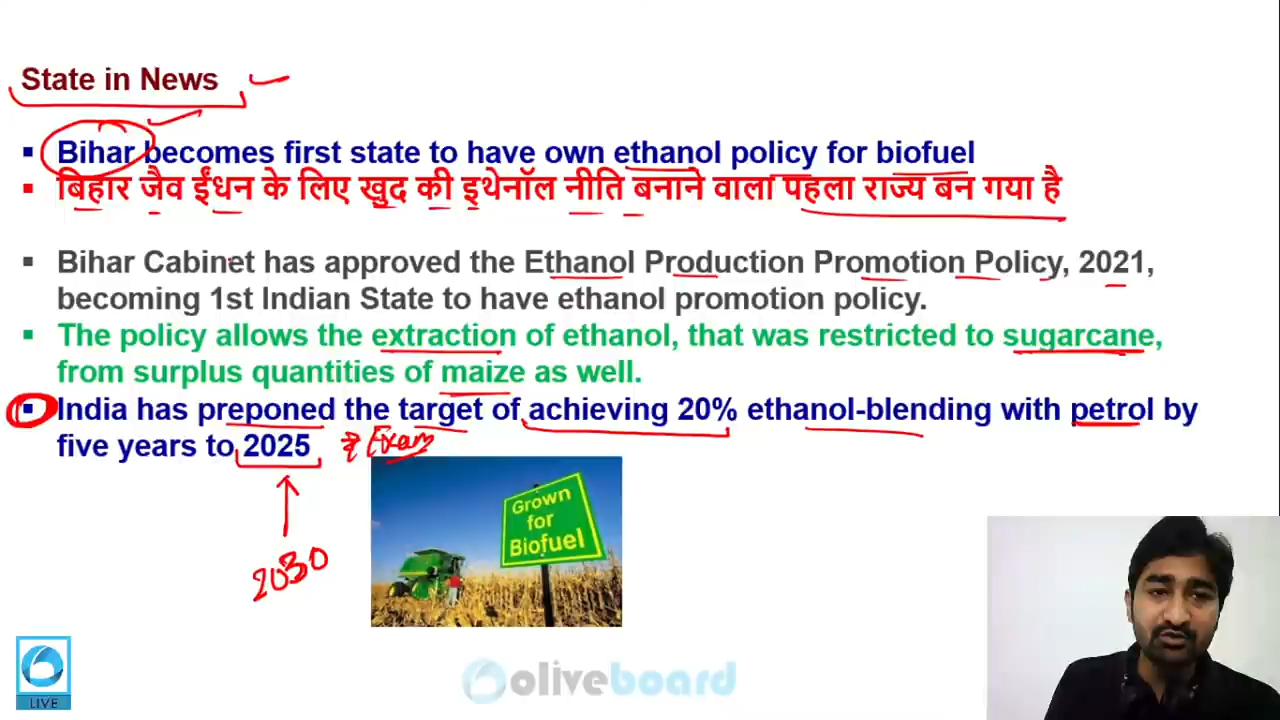 State in News
Bihar becomes first state to have own ethanol policy for biofuel
बिहार जैव ईंधन के लिए खुद की इथेनॉल नीति बनाने वाला पहला राज्य बन गया है
Bihar Cabinet has approved the Ethanol Production Promotion Policy, 2021,
becoming 1st Indian State to have ethanol promotion policy.
The policy allows the extraction of ethanol, that was restricted to sugarcane,
from surplus quantities of maize as well.
India has preponed the target of achieving 20% ethanol-blending with petrol by
five years to 2025
Exam
2030
Grown
for
Biofuel
LIVE
oliveboard